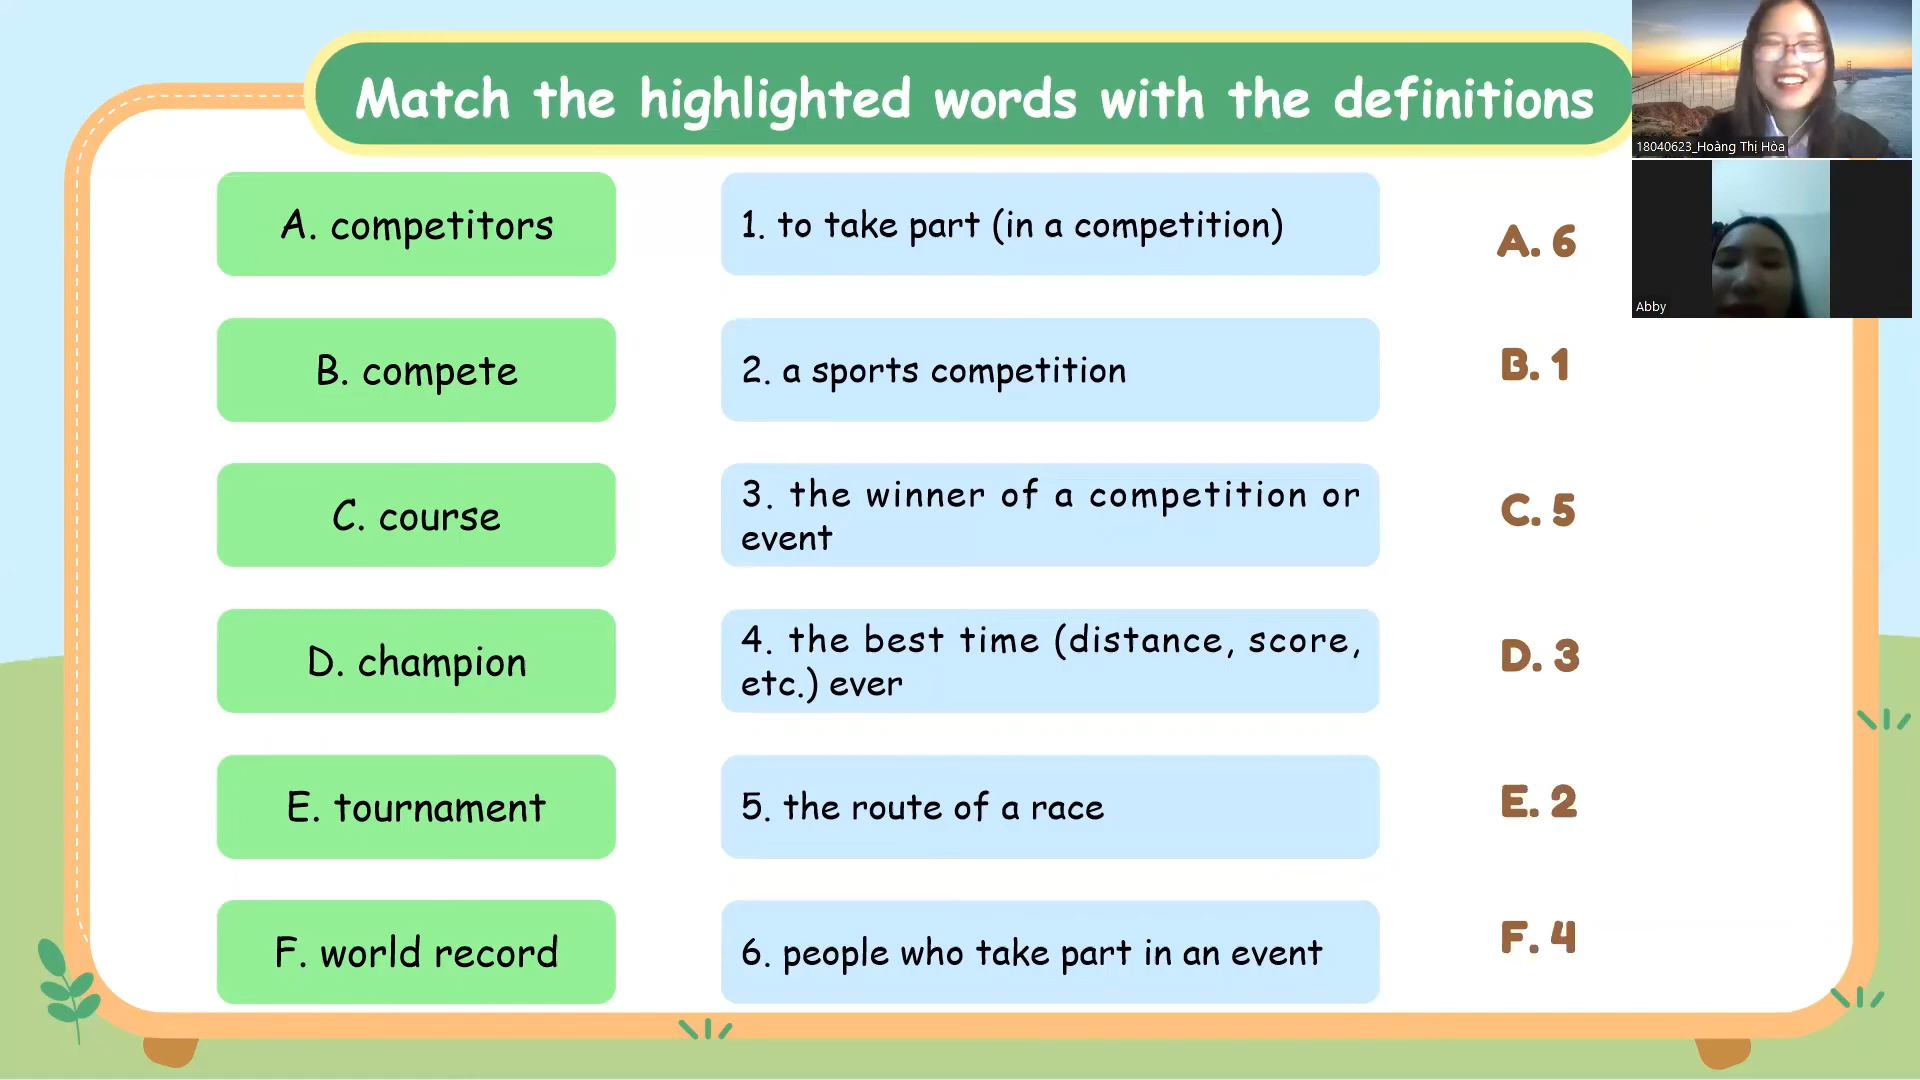 Match the highlighted words with the definitions
18040623_Hoàng Thị Hòa
Abby
A. competitors
1. to take part (in a competition)
A. 6
B. compete
2. a sports competition
B. 1
C. course
3. the winner of a competition or
event
C. 5
D. champion
4. the best time (distance, score,
etc.) ever
D. 3
E. tournament
5. the route of a race
E. 2
F. world record
6. people who take part in an event
F. 4